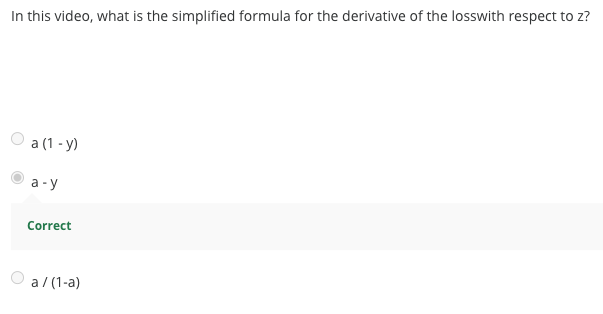 In this video, what is the simplified formula for the derivative of the losswith respect to z?
a (1 - y)
a - y
Correct
a / (1-a)